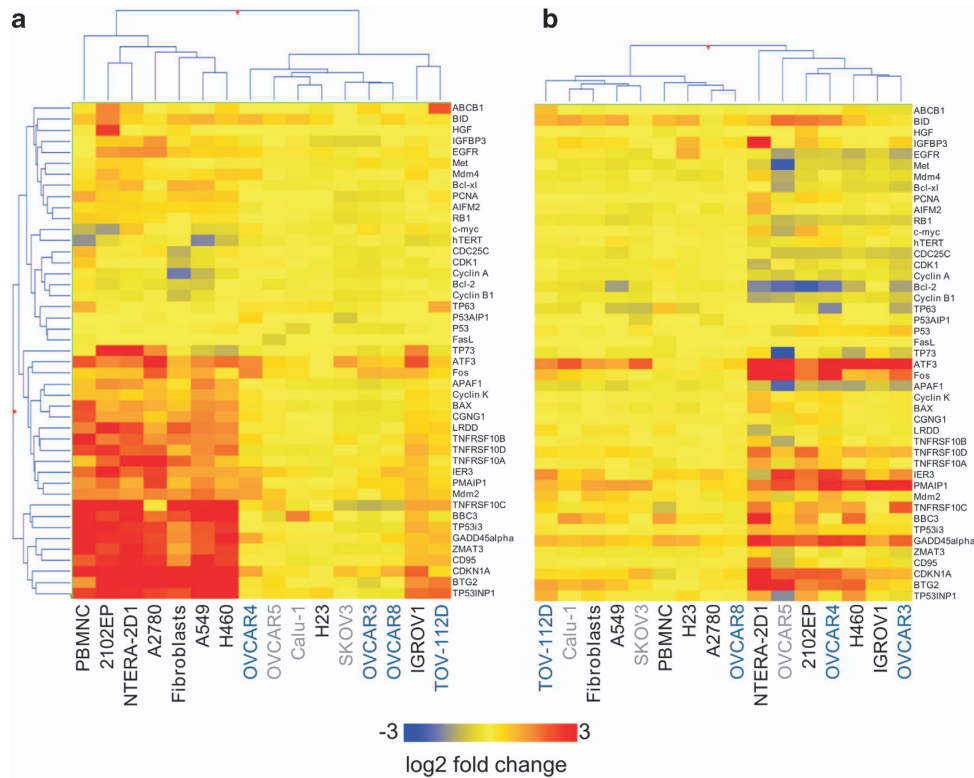 a
b
ABCB1
BID
HGF
IGFBP3
EGFR
Met
Mdm4
Bcl-xl
PCNA
AIFM2
RB1
c-myc
hTERT
CDC25C
CDK1
Cyclin A
Bcl-2
Cyclin B1
TP63
P53AIP1
P53
FasL
TP73
ATF3
Fos
APAF1
Cyclin K
BAX
CGNG1
LRDD
TNFRSF10B
TNFRSF10D
TNFRSF10A
IER3
PMAIP1
Mdm2
TNFRSF10C
BBC3
TP53i3
GADD45alpha
ZMAT3
CD95
CDKN1A
BTG2
TP53INP1
PBMNC
2102EP
NTERA-2D1
A2780
Fibroblasts
A549
H460
OVCAR4
OVCAR5
Calu-1
H23
SKOV3
OVCAR3
OVCAR8
IGROV1
TOV-112D
ABCB1
BID
HGF
IGFBP3
EGFR
Met
Mdm4
Bcl-xl
PCNA
AIFM2
RB1
c-myc
hTERT
CDC25C
CDK1
Cyclin A
Bcl-2
Cyclin B1
TP63
P53AIP1
P53
FasL
TP73
ATF3
Fos
APAF1
Cyclin K
BAX
CGNG1
LRDD
TNFRSF10B
TNFRSF10D
TNFRSF10A
IER3
PMAIP1
Mdm2
TNFRSF10C
BBC3
TP53i3
GADD45alpha
ZMAT3
CD95
CDKN1A
BTG2
TP53INP1
TOV-112D
Calu-1
Fibroblasts
A549
SKOV3
PBMNC
H23
A2780
OVCAR8
NTERA-2D1
OVCAR5
2102EP
OVCAR4
H460
IGROV1
OVCAR3
-3 3
log2 fold change